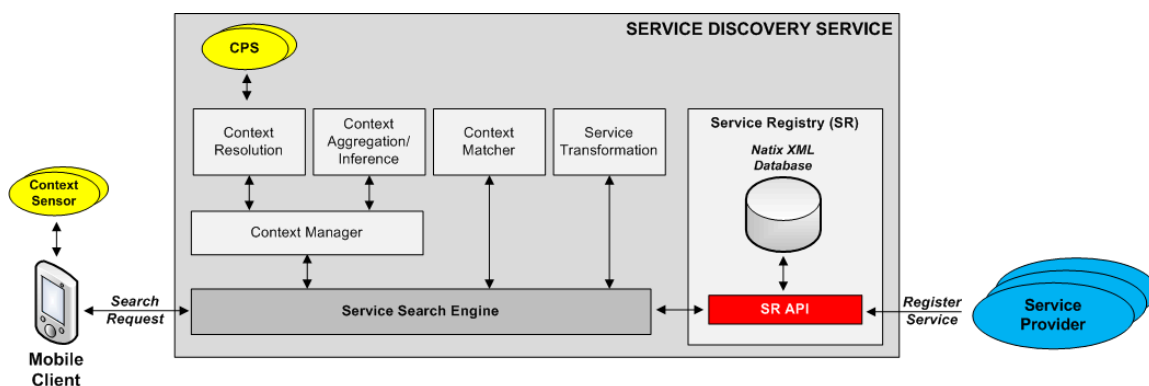 SERVICE DISCOVERY SERVICE
CPS
Context
Resolution
Context
Aggregation/
Inference
Context
Matcher
Service
Transformation
Service Registry (SR)
Natix XML
Database
Context
Sensor
Context Manager
Search
Request
Service Search Engine
SR API
Register
Service
Service
Provider
Mobile
Client